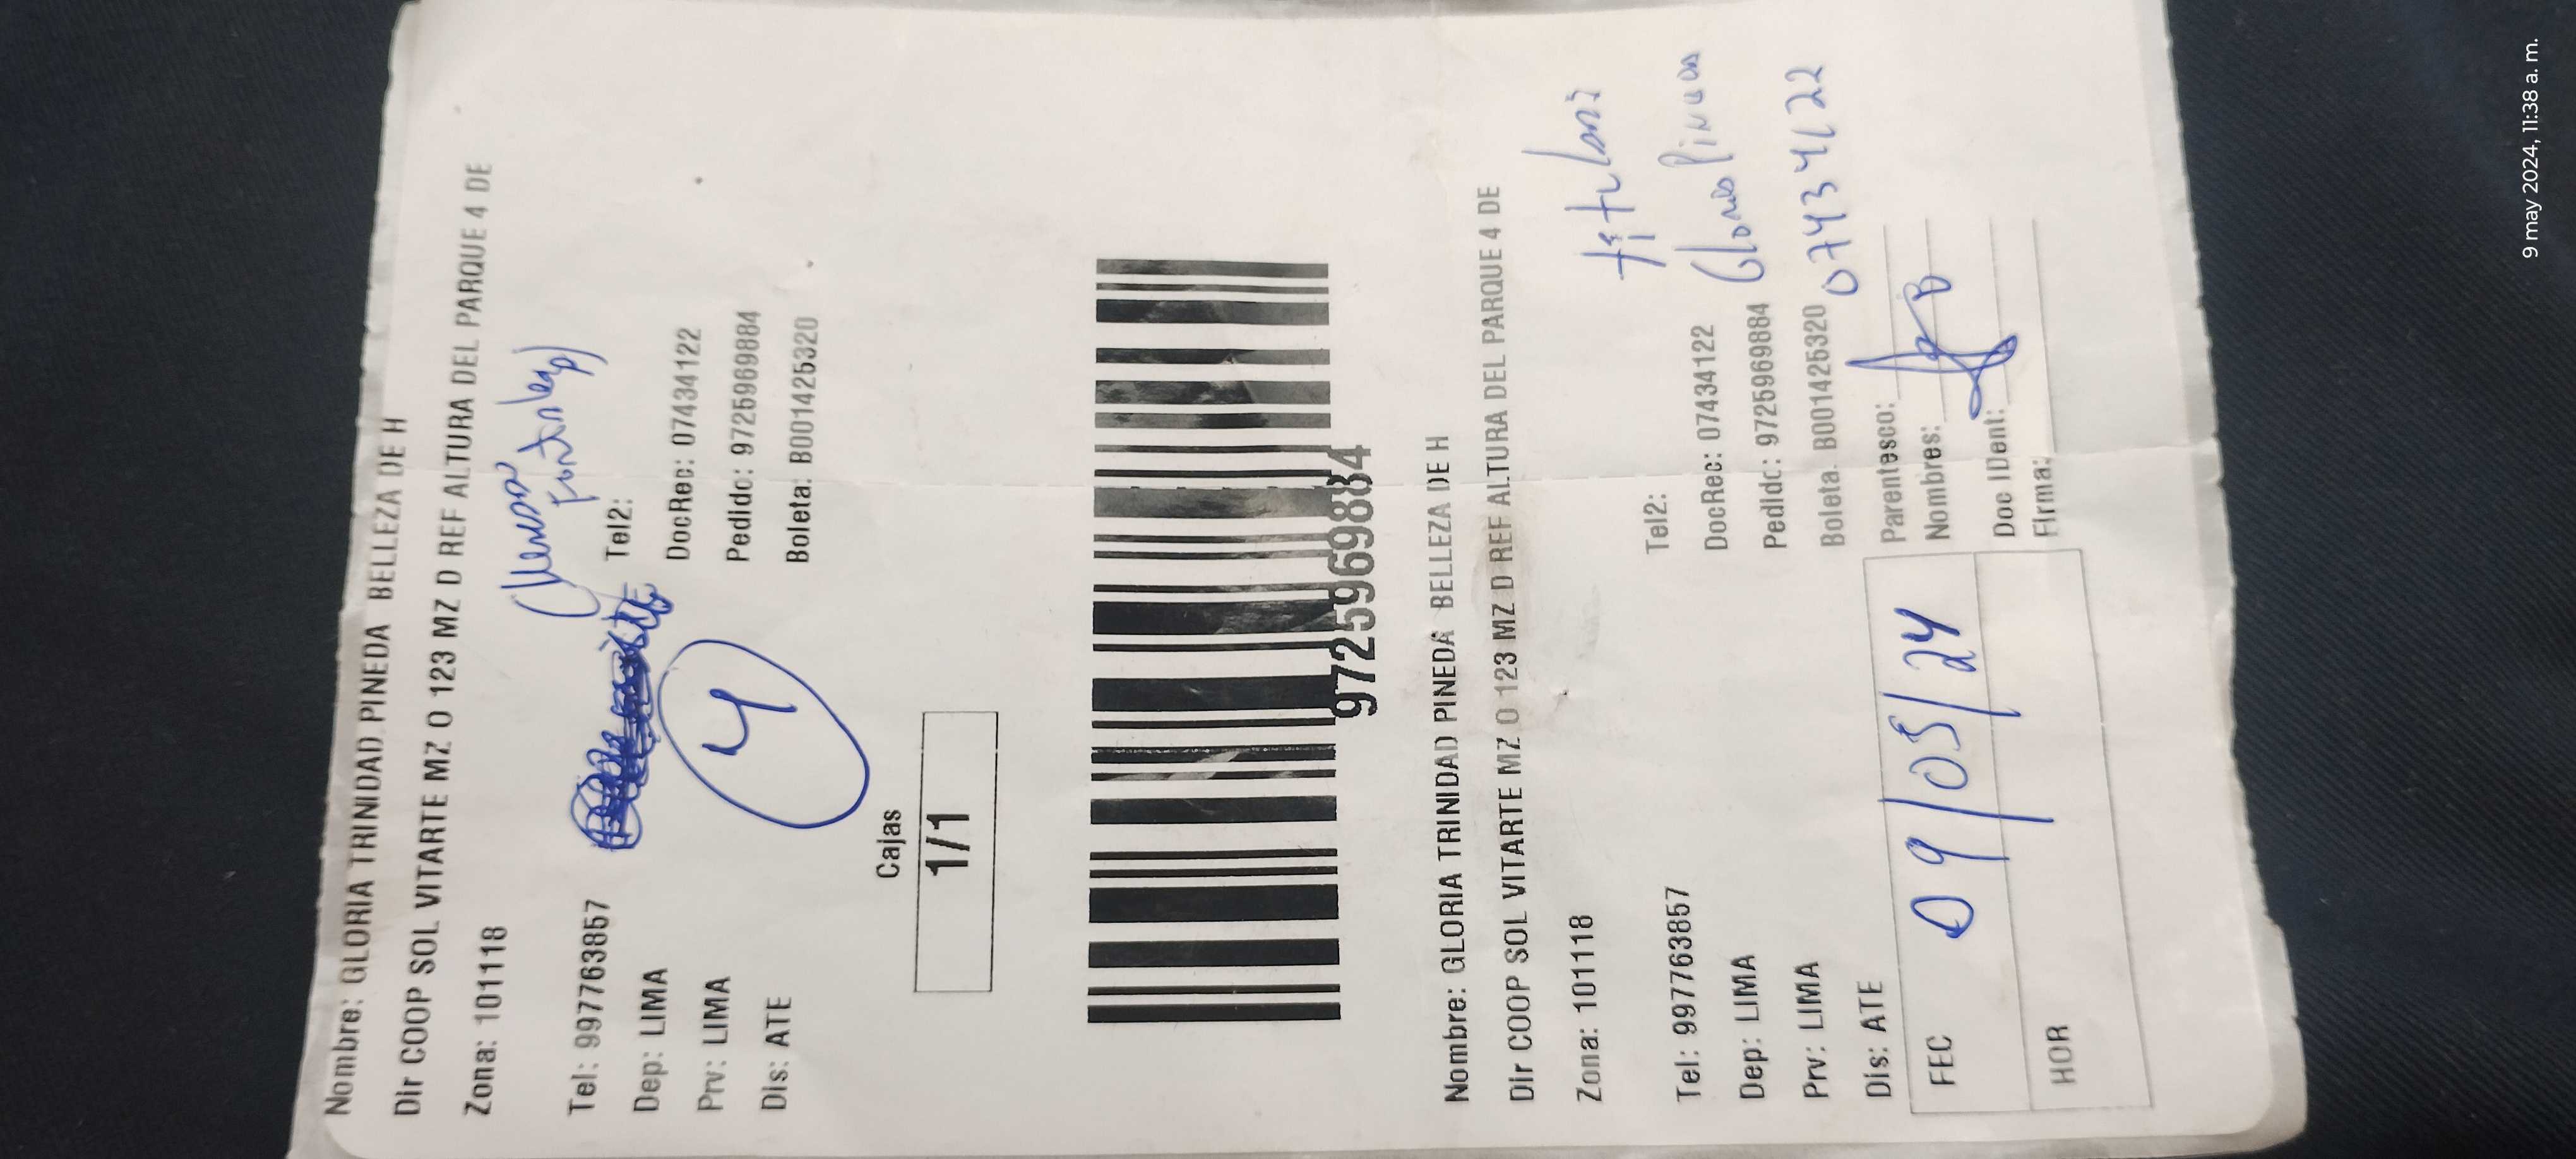 Nombre: GLORIA TRINIDAD PINEDA BELLEZA DE H
Dir COOP SOL VITARTE MZ O 123 MZ D REF ALTURA DEL PARQUE 4 DE
Zona: 101118
Tel: 997763857
Tel2:
Dep: LIMA
DocRec: 07434122
Prv: LIMA
Pedido: 9725969884
Dis: ATE
Boleta: B001425320
4
Cajas
1/1
9725969884
Nombre: GLORIA TRINIDAD PINEDA BELLEZA DE H
Dir COOP SOL VITARTE MZ O 123 MZ D REF ALTURA DEL PARQUE 4 DE
Zona: 101118
titular
Tel: 997763857
Tel2:
Dep: LIMA
DocRec: 07434122
Gloria Pineda
Prv: LIMA
Pedido: 9725969884
Dis: ATE
Boleta: B001425320
07434122
FEC 09/05/24
Parentesco:
Nombres:
HOR
Doc IDent:
Firma:
9 may 2024, 11:38 a. m.